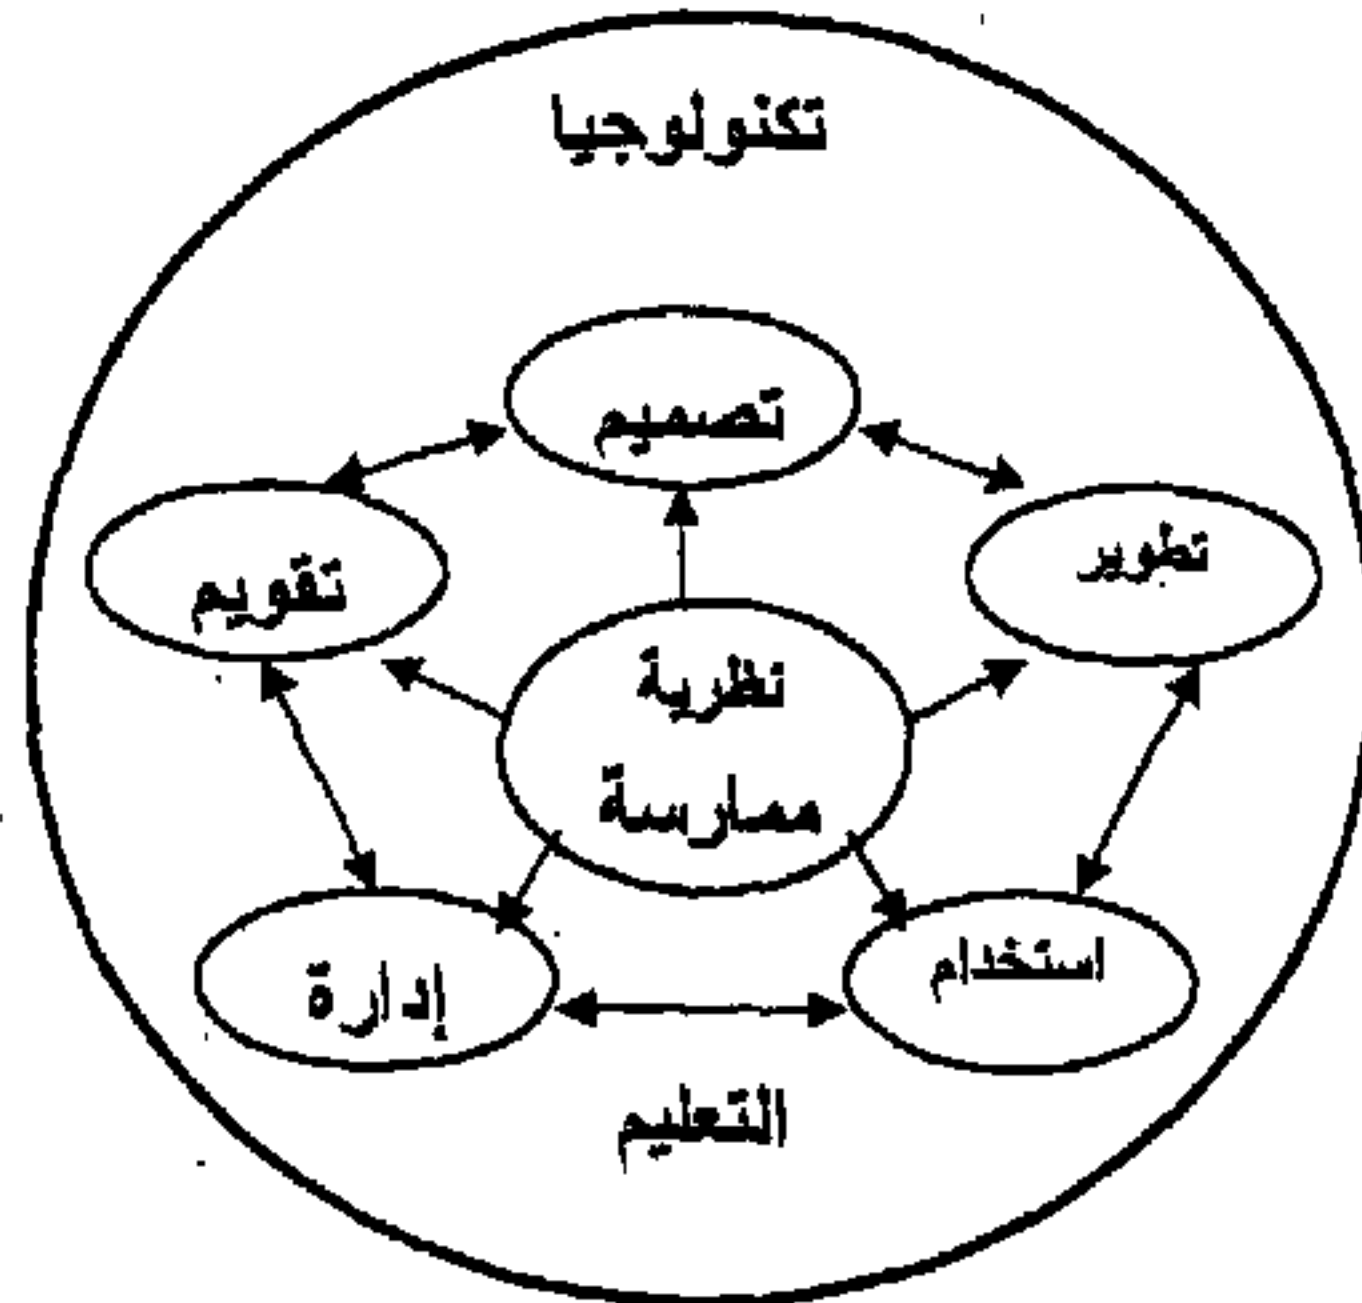 تكنولوجيا
تصميم
تطوير
تقويم
نظرية
ممارسة
استخدام
إدارة
التعليم